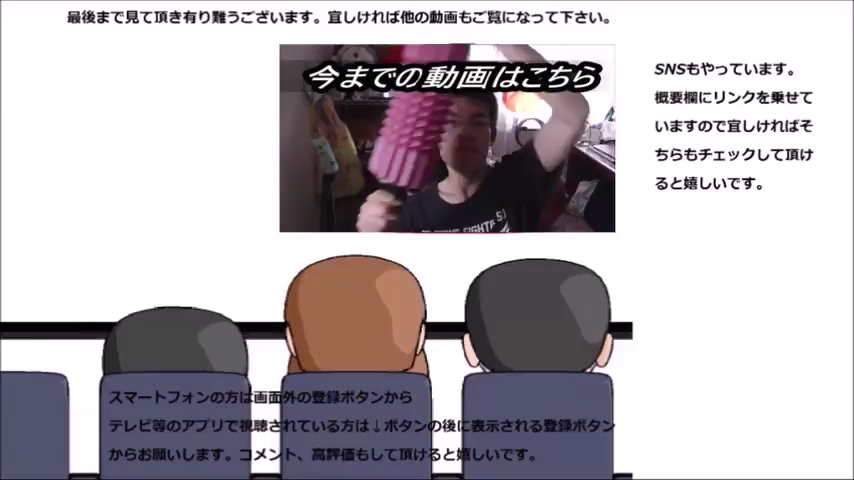 最後まで見て頂き有り難うございます。宜しければ他の動画もご覧になって下さい。
今までの動画はこちら
SNSもやっています。
概要欄にリンクを乗せて
いますので宜しければそ
ちらもチェックして頂け
ると嬉しいです。
スマートフォンの方は画面外の登録ボタンから
テレビ等のアプリで視聴されている方は↓ボタンの後に表示される登録ボタン
からお願いします。コメント、高評価もして頂けると嬉しいです。